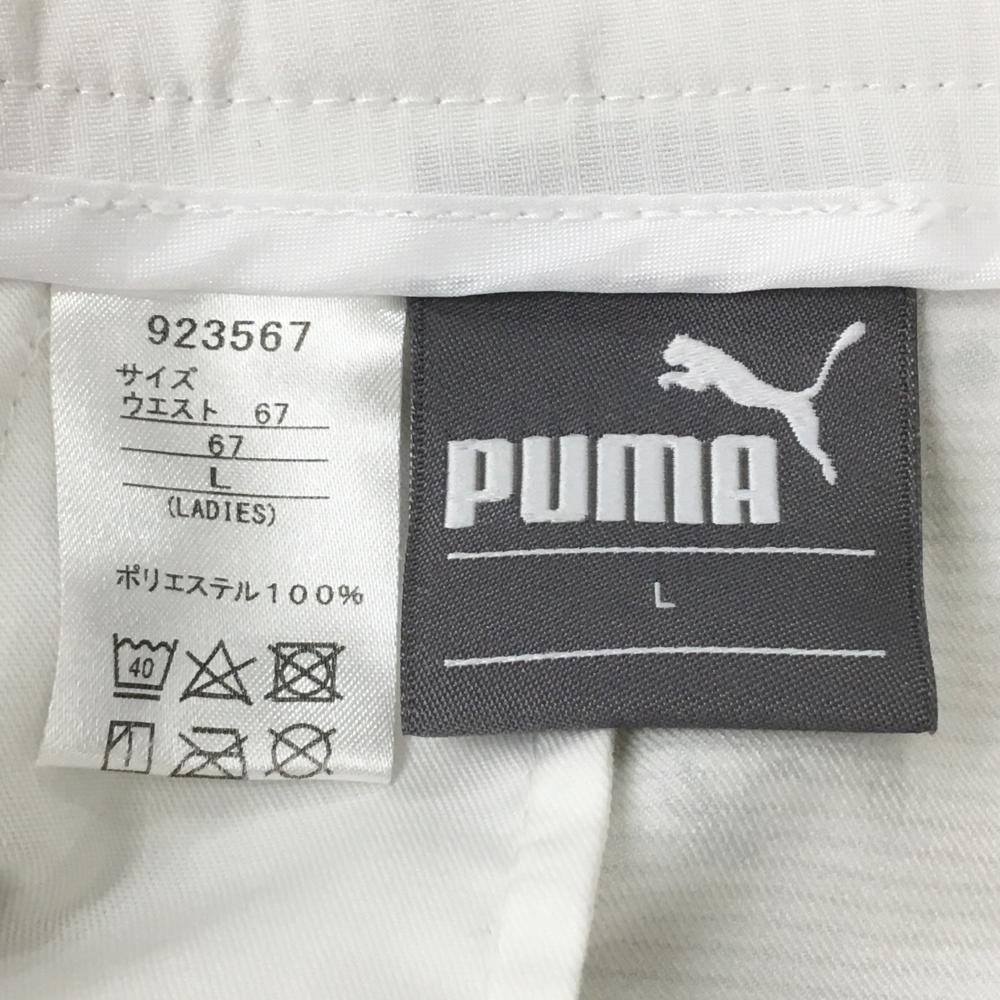 923567
サイズ
ウエスト 67
67
L
(LADIES)
ポリエステル100%
40
PUMA
L